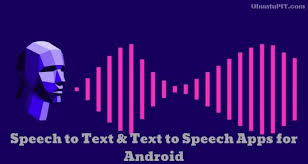 UbuntuPIT.com
Speech to Text & Text to Speech Apps for
Android